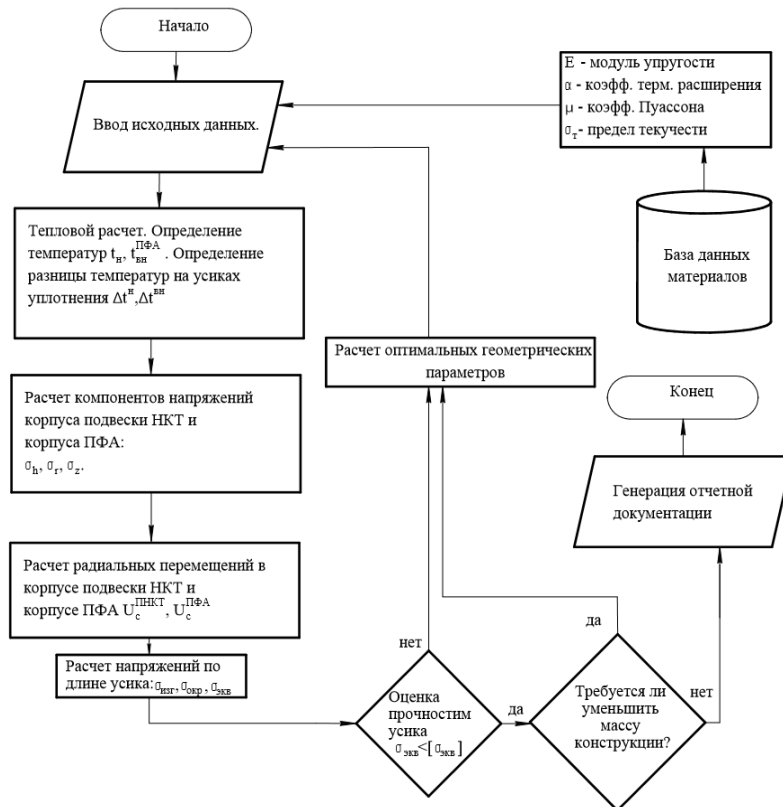 Начало
Ввод исходных данных.
E - модуль упругости
α - коэфф. терм. расширения
μ - коэфф. Пуассона
σт- предел текучести
База данных
материалов
Тепловой расчет. Определение
температур tн, tвнПФА . Определение
разницы температур на усиках
уплотнения Δtн,Δtвн
Расчет компонентов напряжений
корпуса подвески НКТ и
корпуса ПФА:
σh, σr, σz.
Расчет радиальных перемещений в
корпусе подвески НКТ и
корпусе ПФА UcПНКТ, UcПФА
Расчет напряжений по
длине усика:σизг,σокр,σэкв
Расчет оптимальных геометрических
параметров
нет
Оценка
прочностим
усика
σэкв<[σэкв]
да
да
Требуется ли
уменьшить
массу
конструкции?
нет
Генерация отчетной
документации
Конец